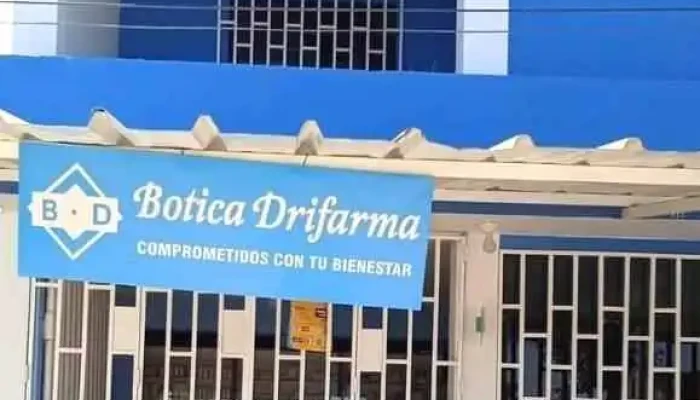 B · D
Botica Drifarma
COMPROMETIDOS CON TU BIENESTAR